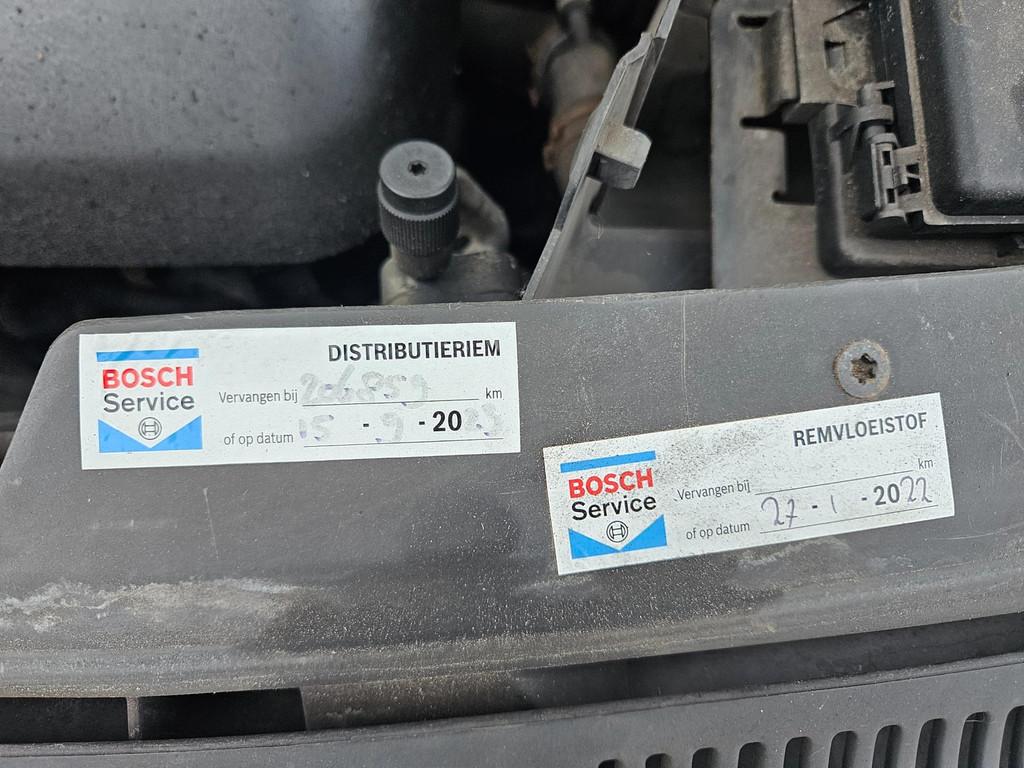 DISTRIBUTIERIEM
BOSCH
Service
Vervangen bij 206859 km
of op datum 15 - 9 - 2023
REMVLOEISTOF
BOSCH
Service
Vervangen bij km
of op datum 27 - 1 - 2022